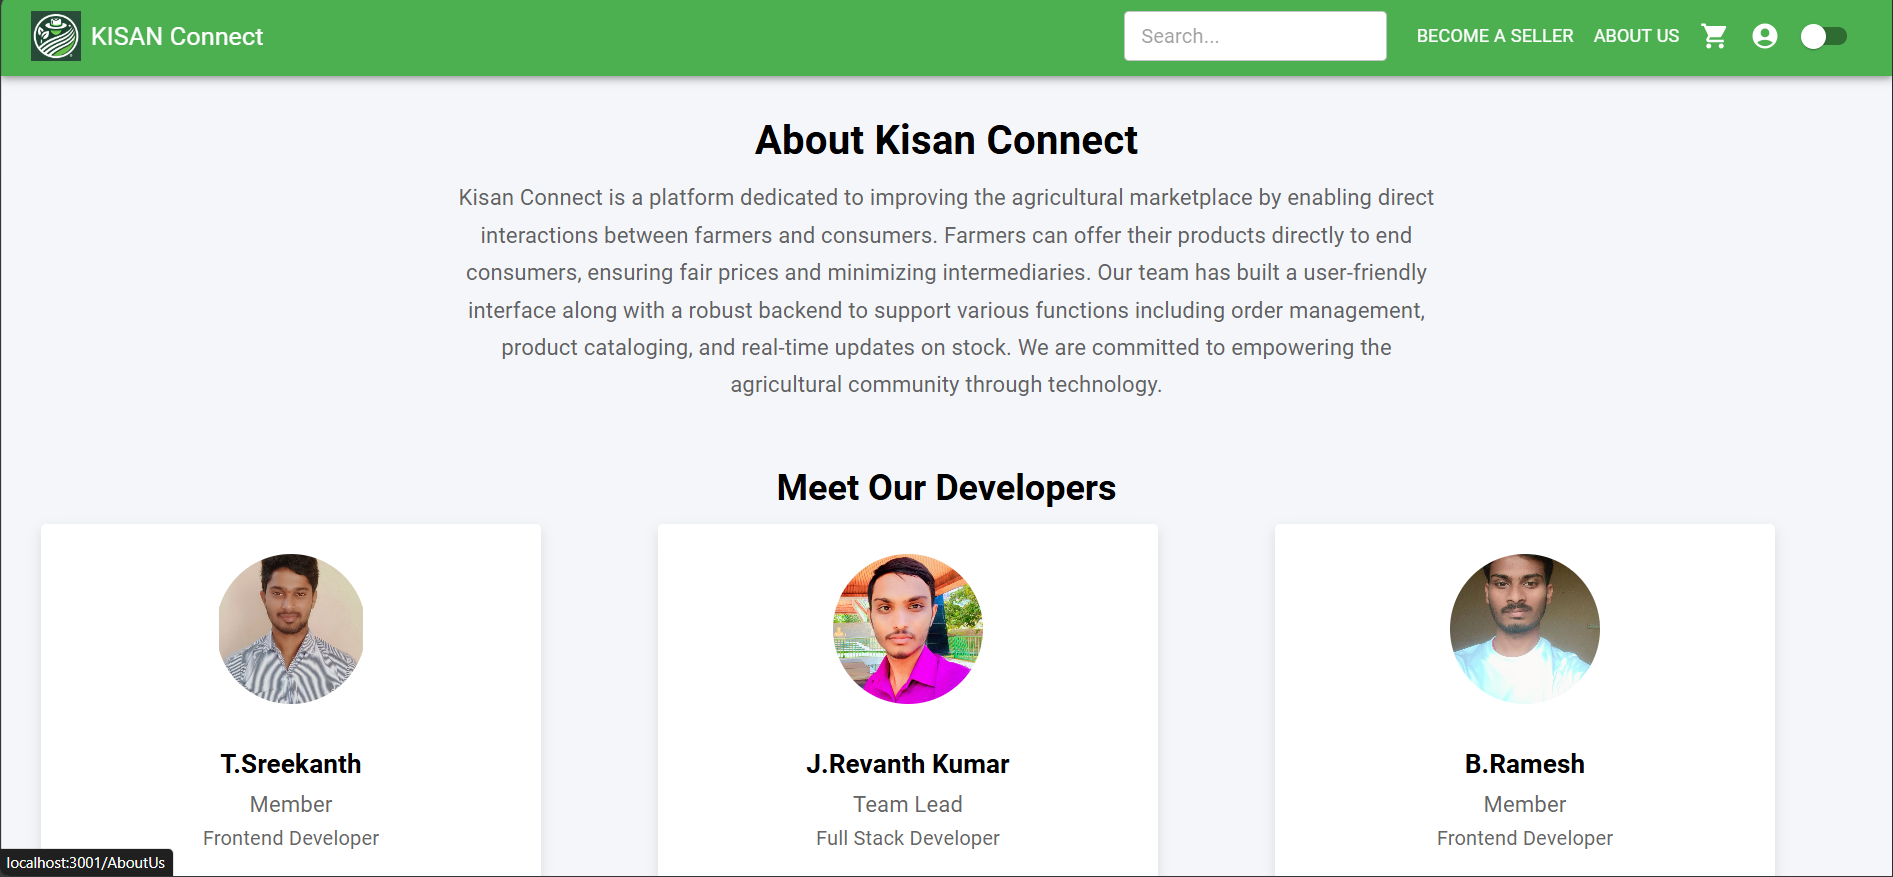 KISAN Connect
Search...
BECOME A SELLER
ABOUT US
About Kisan Connect
Kisan Connect is a platform dedicated to improving the agricultural marketplace by enabling direct
interactions between farmers and consumers. Farmers can offer their products directly to end
consumers, ensuring fair prices and minimizing intermediaries. Our team has built a user-friendly
interface along with a robust backend to support various functions including order management,
product cataloging, and real-time updates on stock. We are committed to empowering the
agricultural community through technology.
Meet Our Developers
T.Sreekanth
Member
Frontend Developer
J.Revanth Kumar
Team Lead
Full Stack Developer
B.Ramesh
Member
Frontend Developer
localhost:3001/AboutUs